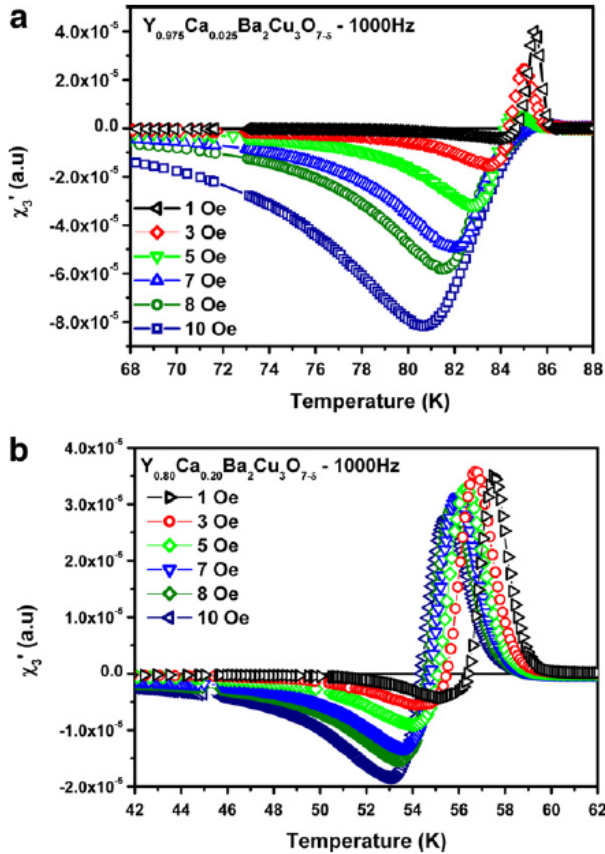 a
Y0.975Ca0.025Ba2Cu3O7-δ - 1000Hz
4.0x10-5
2.0x10-5
0.0
-2.0x10-5
-4.0x10-5
-6.0x10-5
-8.0x10-5
χ3' (a.u)
1 Oe
3 Oe
5 Oe
7 Oe
8 Oe
10 Oe
68 70 72 74 76 78 80 82 84 86 88
Temperature (K)
b
Y0.80Ca0.20Ba2Cu3O7-δ - 1000Hz
4.0x10-5
3.0x10-5
2.0x10-5
1.0x10-5
0.0
-1.0x10-5
-2.0x10-5
χ3' (a.u)
1 Oe
3 Oe
5 Oe
7 Oe
8 Oe
10 Oe
42 44 46 48 50 52 54 56 58 60 62
Temperature (K)